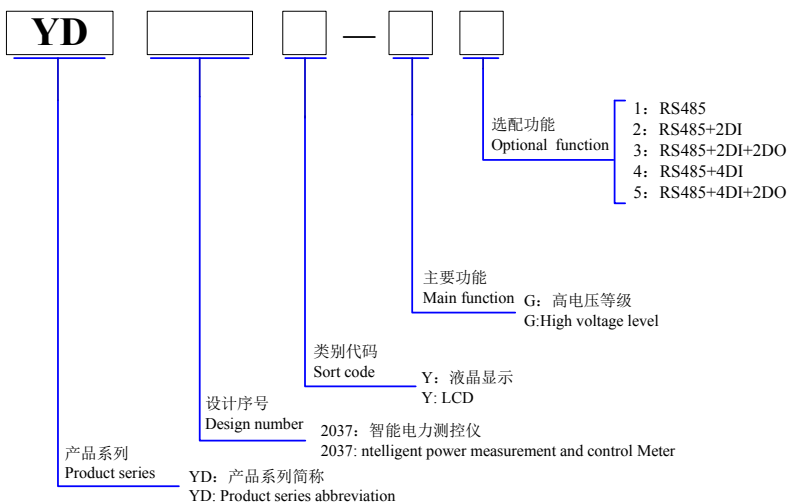 YD
—
选配功能
Optional function
1：RS485
2：RS485+2DI
3：RS485+2DI+2DO
4：RS485+4DI
5：RS485+4DI+2DO
主要功能
Main function
G：高电压等级
G:High voltage level
类别代码
Sort code
Y：液晶显示
Y: LCD
设计序号
Design number
2037：智能电力测控仪
2037: ntelligent power measurement and control Meter
产品系列
Product series
YD：产品系列简称
YD: Product series abbreviation